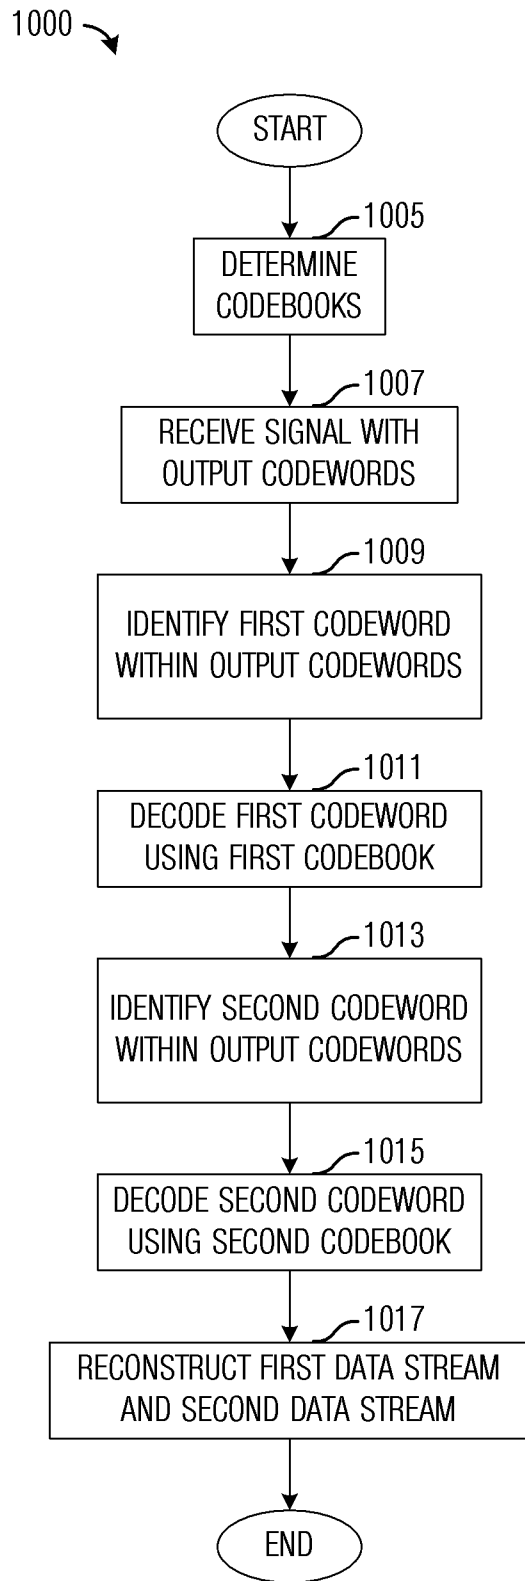 1000
START
1005
DETERMINE
CODEBOOKS
1007
RECEIVE SIGNAL WITH
OUTPUT CODEWORDS
1009
IDENTIFY FIRST CODEWORD
WITHIN OUTPUT CODEWORDS
1011
DECODE FIRST CODEWORD
USING FIRST CODEBOOK
1013
IDENTIFY SECOND CODEWORD
WITHIN OUTPUT CODEWORDS
1015
DECODE SECOND CODEWORD
USING SECOND CODEBOOK
1017
RECONSTRUCT FIRST DATA STREAM
AND SECOND DATA STREAM
END